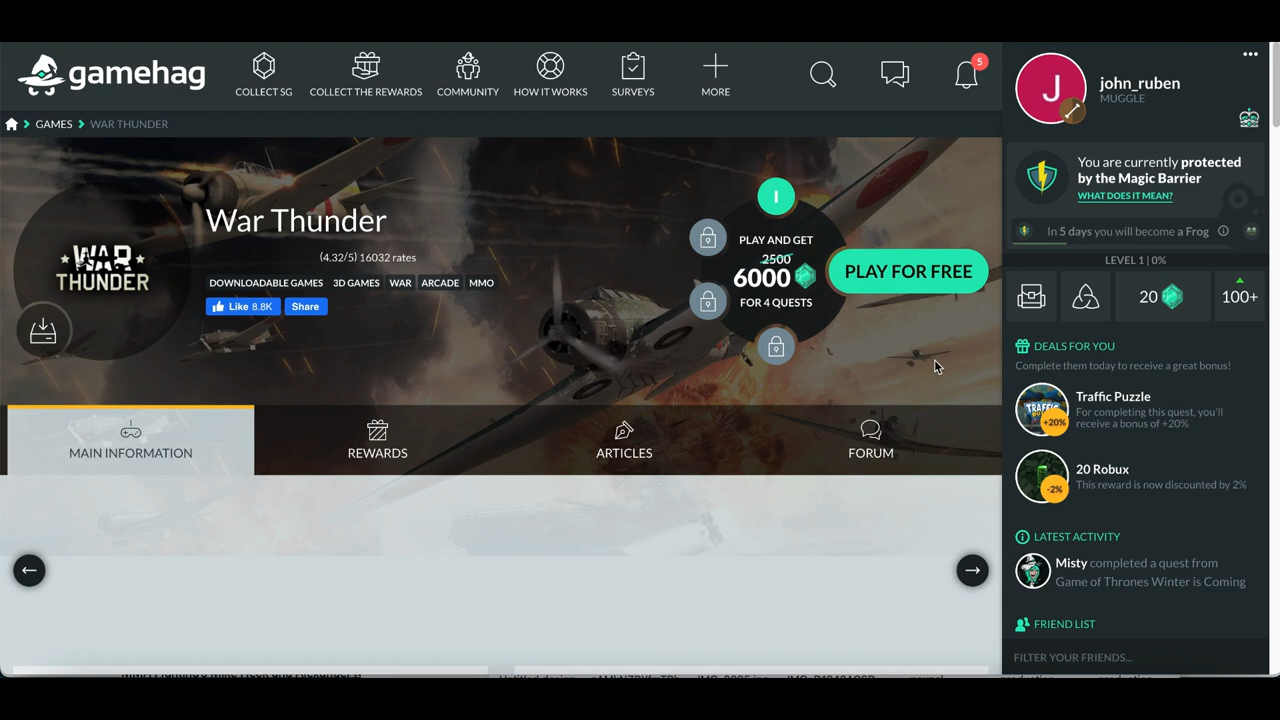 gamehag
COLLECT SG
COLLECT THE REWARDS
COMMUNITY
HOW IT WORKS
SURVEYS
MORE
5
J
john_ruben
MUGGLE
GAMES
WAR THUNDER
You are currently protected
by the Magic Barrier
WHAT DOES IT MEAN?
In 5 days you will become a Frog
LEVEL 1 | 0%
20
100+
WAR
THUNDER
War Thunder
(4.32/5) 16032 rates
DOWNLOADABLE GAMES
3D GAMES
WAR
ARCADE
MMO
Like 8.8K
Share
I
PLAY AND GET
2500
6000
FOR 4 QUESTS
PLAY FOR FREE
MAIN INFORMATION
REWARDS
ARTICLES
FORUM
DEALS FOR YOU
Complete them today to receive a great bonus!
TRAFFIC
+20%
Traffic Puzzle
For completing this quest, you'll
receive a bonus of +20%
-2%
20 Robux
This reward is now discounted by 2%
LATEST ACTIVITY
Misty completed a quest from
Game of Thrones Winter is Coming
FRIEND LIST
FILTER YOUR FRIENDS...